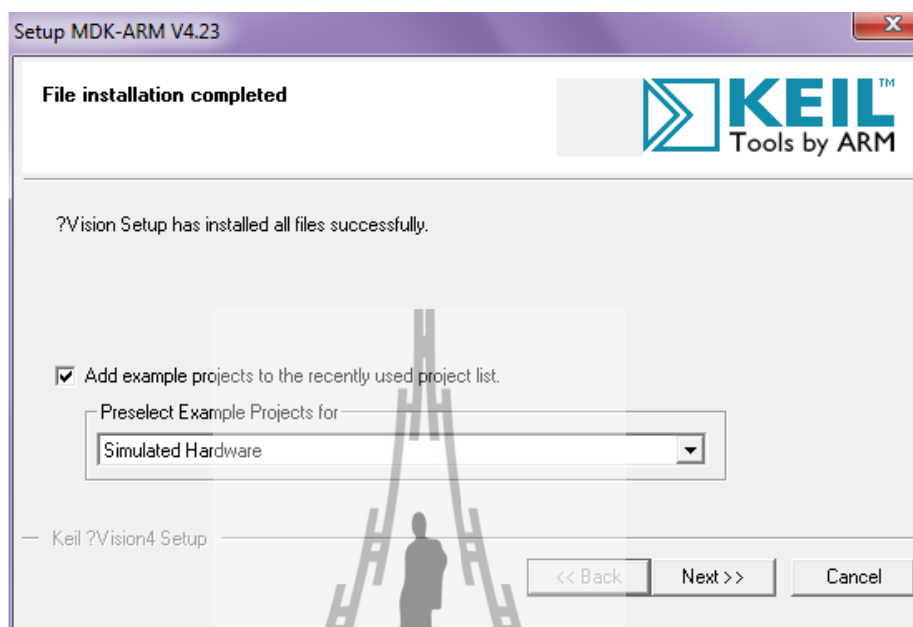 Setup MDK-ARM V4.23
File installation completed
KEIL™
Tools by ARM
?Vision Setup has installed all files successfully.
Add example projects to the recently used project list.
Preselect Example Projects for
Simulated Hardware
Keil ?Vision4 Setup
<< Back Next >> Cancel